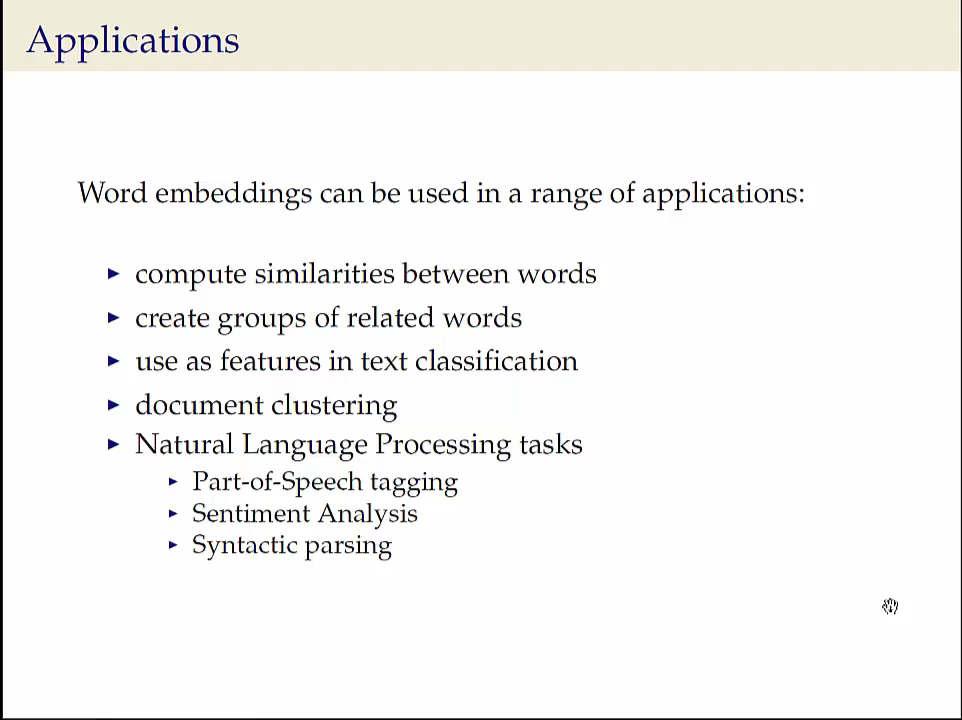 Applications
Word embeddings can be used in a range of applications:
▶ compute similarities between words
▶ create groups of related words
▶ use as features in text classification
▶ document clustering
▶ Natural Language Processing tasks
▶ Part-of-Speech tagging
▶ Sentiment Analysis
▶ Syntactic parsing